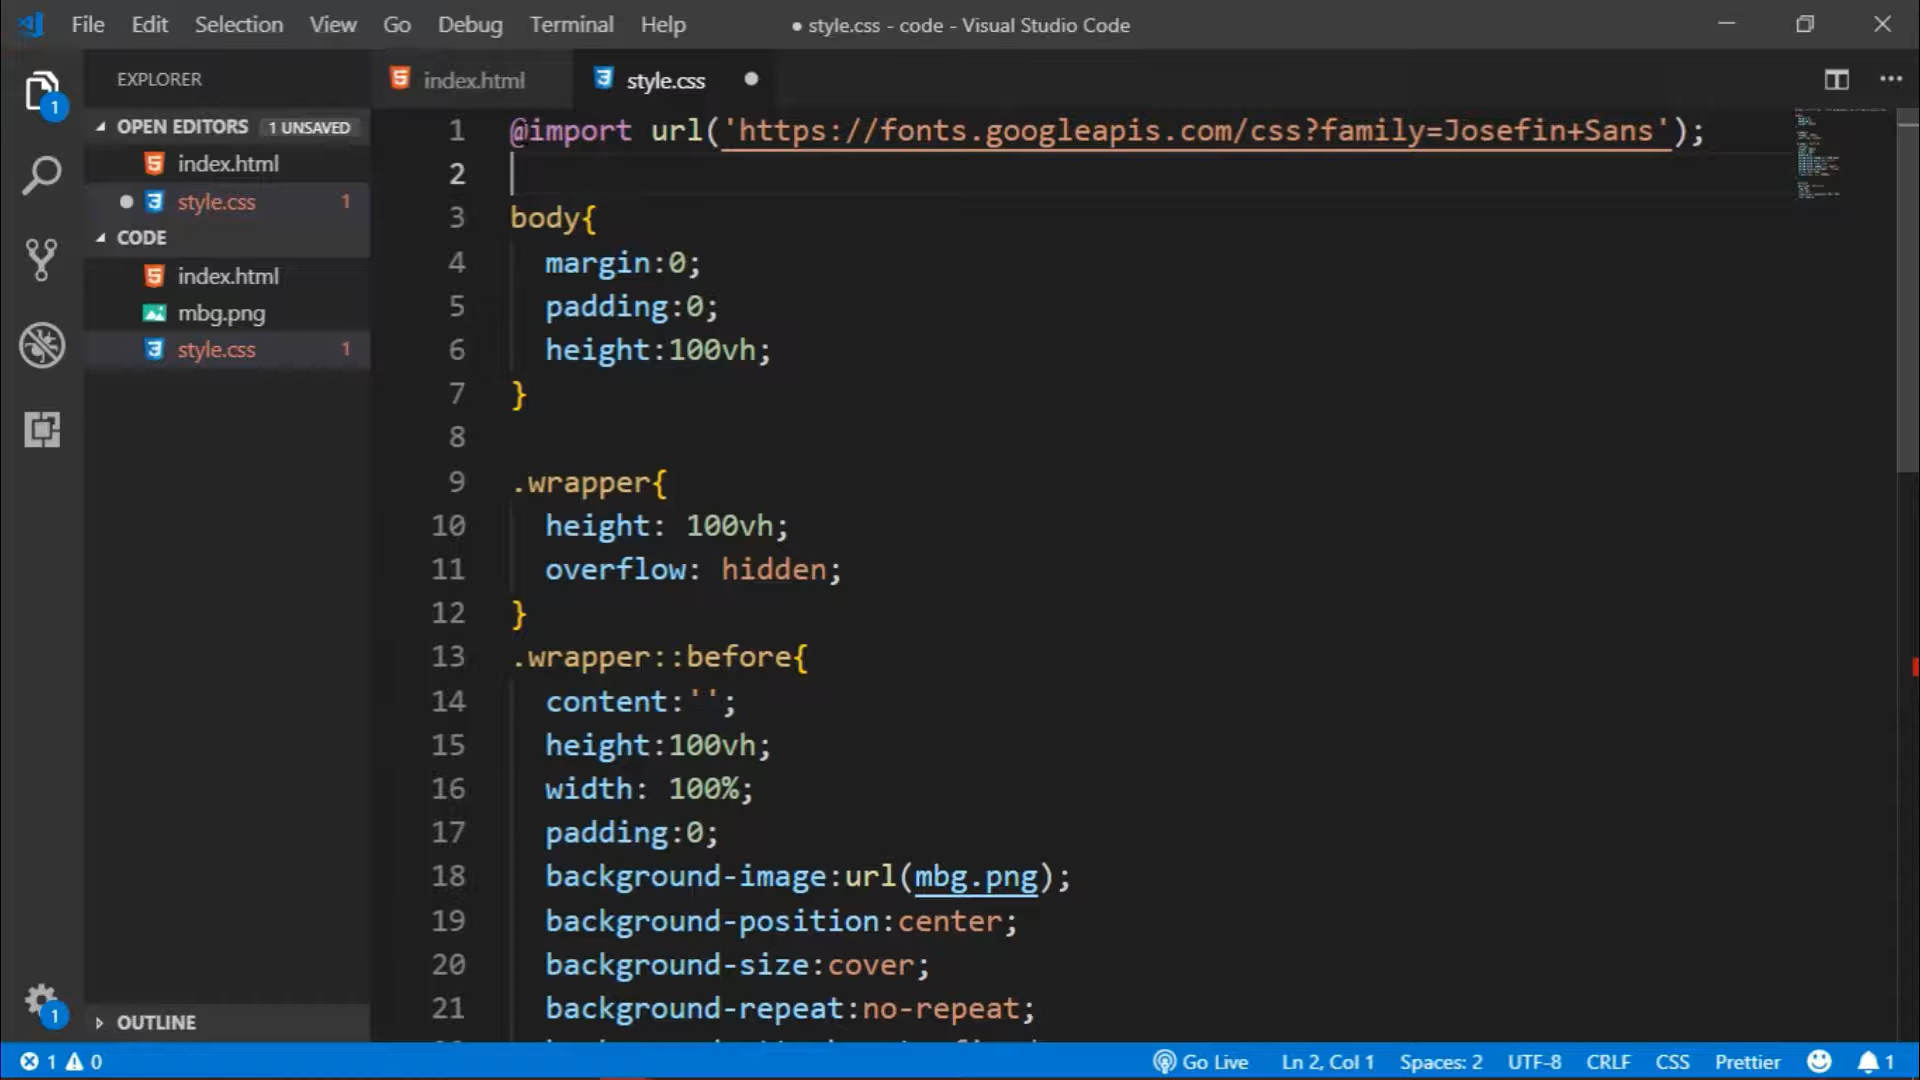 File Edit Selection View Go Debug Terminal Help ● style.css - code - Visual Studio Code
EXPLORER
1
OPEN EDITORS 1 UNSAVED
index.html
style.css 1
CODE
index.html
mbg.png
style.css 1
OUTLINE
1
index.html style.css ●
1 @import url('https://fonts.googleapis.com/css?family=Josefin+Sans');
2
3 body{
4 margin:0;
5 padding:0;
6 height:100vh;
7 }
8
9 .wrapper{
10 height: 100vh;
11 overflow: hidden;
12 }
13 .wrapper::before{
14 content:'';
15 height:100vh;
16 width: 100%;
17 padding:0;
18 background-image:url(mbg.png);
19 background-position:center;
20 background-size:cover;
21 background-repeat:no-repeat;
1 0 Go Live Ln 2, Col 1 Spaces: 2 UTF-8 CRLF CSS Prettier 1